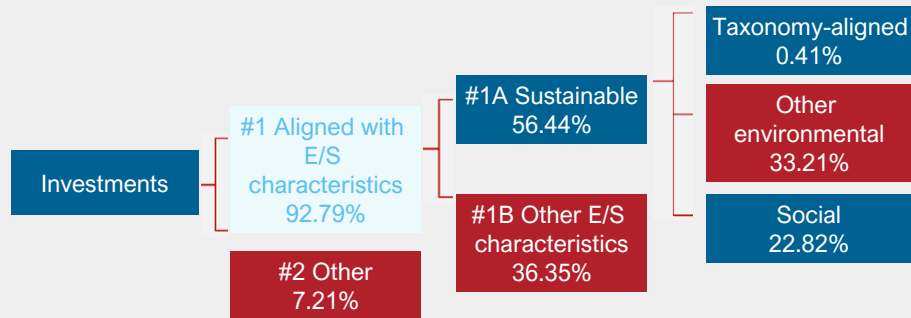 Investments
#1 Aligned with
E/S
characteristics
92.79%
#2 Other
7.21%
#1A Sustainable
56.44%
#1B Other E/S
characteristics
36.35%
Taxonomy-aligned
0.41%
Other
environmental
33.21%
Social
22.82%